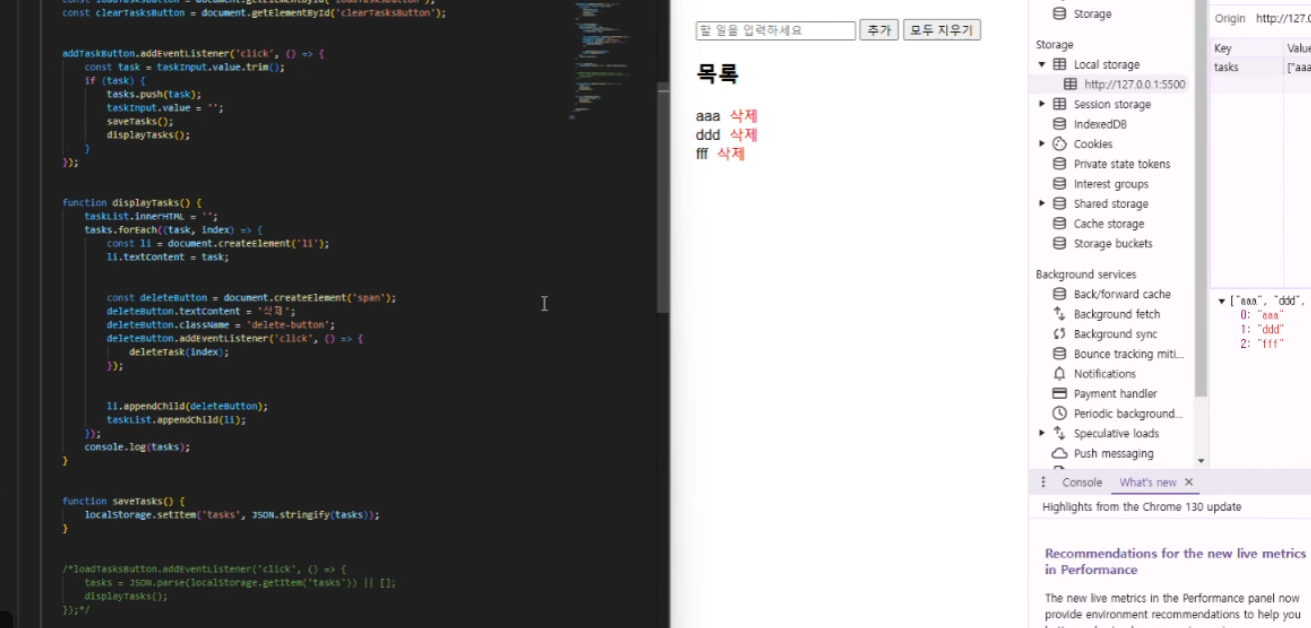 const clearTasksButton = document.getElementById('clearTasksButton');
addTaskButton.addEventListener('click', () => {
const task = taskInput.value.trim();
if (task) {
tasks.push(task);
taskInput.value = '';
saveTasks();
displayTasks();
}
});
function displayTasks() {
taskList.innerHTML = '';
tasks.forEach((task, index) => {
const li = document.createElement('li');
li.textContent = task;
const deleteButton = document.createElement('span');
deleteButton.textContent = '삭제';
deleteButton.className = 'delete-button';
deleteButton.addEventListener('click', () => {
deleteTask(index);
});
li.appendChild(deleteButton);
taskList.appendChild(li);
});
console.log(tasks);
}
function saveTasks() {
localStorage.setItem('tasks', JSON.stringify(tasks));
}
/*loadTasksButton.addEventListener('click', () => {
tasks = JSON.parse(localStorage.getItem('tasks')) || [];
displayTasks();
});*/
할 일을 입력하세요 추가 모두 지우기
목록
aaa 삭제
ddd 삭제
fff 삭제
Storage
Storage
Local storage
http://127.0.0.1:5500
Session storage
IndexedDB
Cookies
Private state tokens
Interest groups
Shared storage
Cache storage
Storage buckets
Background services
Back/forward cache
Background fetch
Background sync
Bounce tracking miti...
Notifications
Payment handler
Periodic background...
Speculative loads
Push messaging
Origin http://127.0
Key Value
tasks ["aaa
["aaa", "ddd",
0: "aaa"
1: "ddd"
2: "fff"
Console What's new
Highlights from the Chrome 130 update
Recommendations for the new live metrics
in Performance
The new live metrics in the Performance panel now
provide environment recommendations to help you